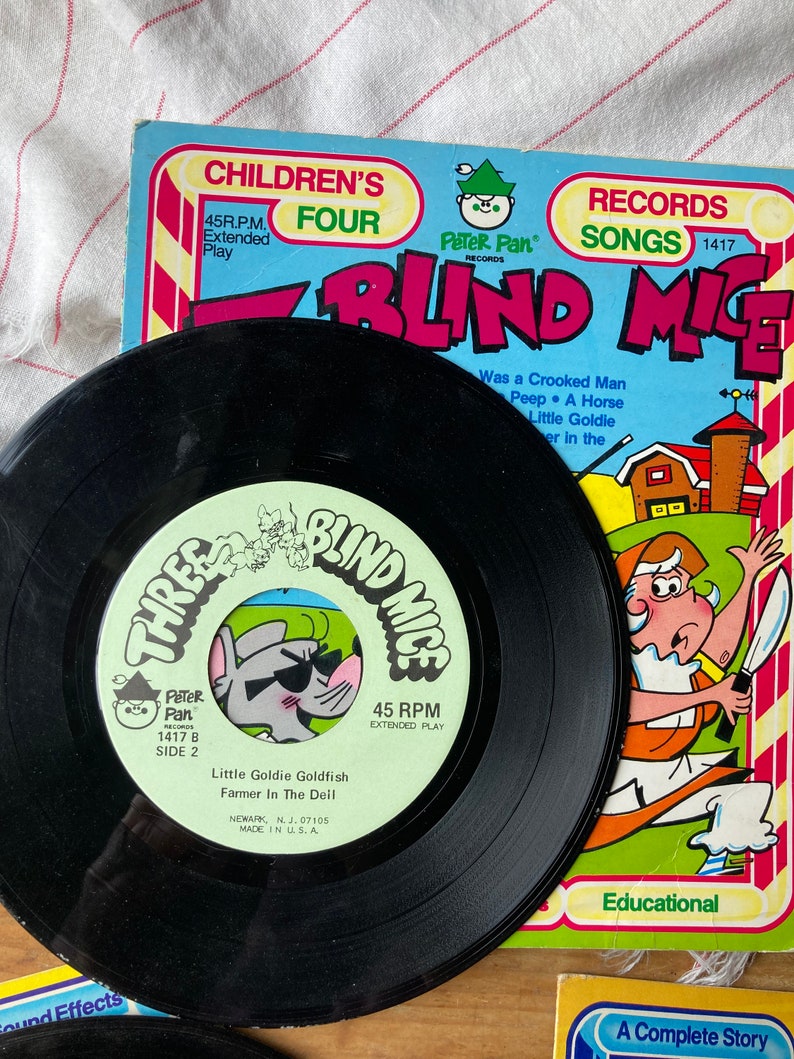 CHILDREN'S
FOUR
RECORDS
SONGS
1417
45R.P.M.
Extended
Play
PETER PAN®
RECORDS
BLIND MICE
Was a Crooked Man
Peep • A Horse
Little Goldie
in the
THREE BLIND MICE
PETER
PAN
RECORDS
1417 B
SIDE 2
45 RPM
EXTENDED PLAY
Little Goldie Goldfish
Farmer In The Dell
NEWARK, N.J. 07105
MADE IN U.S.A.
Educational
Sound Effects
A Complete Story